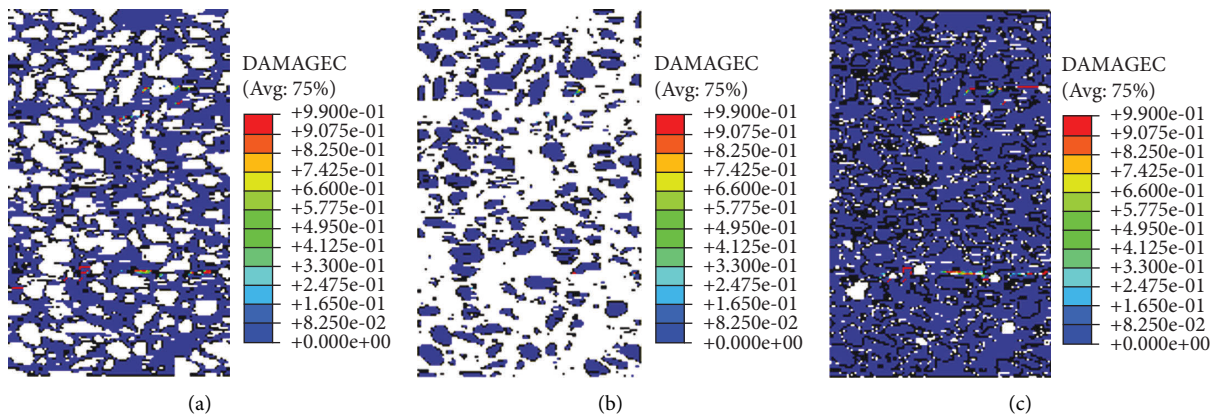 DAMAGEC
(Avg: 75%)
+9.900e-01
+9.075e-01
+8.250e-01
+7.425e-01
+6.600e-01
+5.775e-01
+4.950e-01
+4.125e-01
+3.300e-01
+2.475e-01
+1.650e-01
+8.250e-02
+0.000e+00
(a)
DAMAGEC
(Avg: 75%)
+9.900e-01
+9.075e-01
+8.250e-01
+7.425e-01
+6.600e-01
+5.775e-01
+4.950e-01
+4.125e-01
+3.300e-01
+2.475e-01
+1.650e-01
+8.250e-02
+0.000e+00
(b)
DAMAGEC
(Avg: 75%)
+9.900e-01
+9.075e-01
+8.250e-01
+7.425e-01
+6.600e-01
+5.775e-01
+4.950e-01
+4.125e-01
+3.300e-01
+2.475e-01
+1.650e-01
+8.250e-02
+0.000e+00
(c)